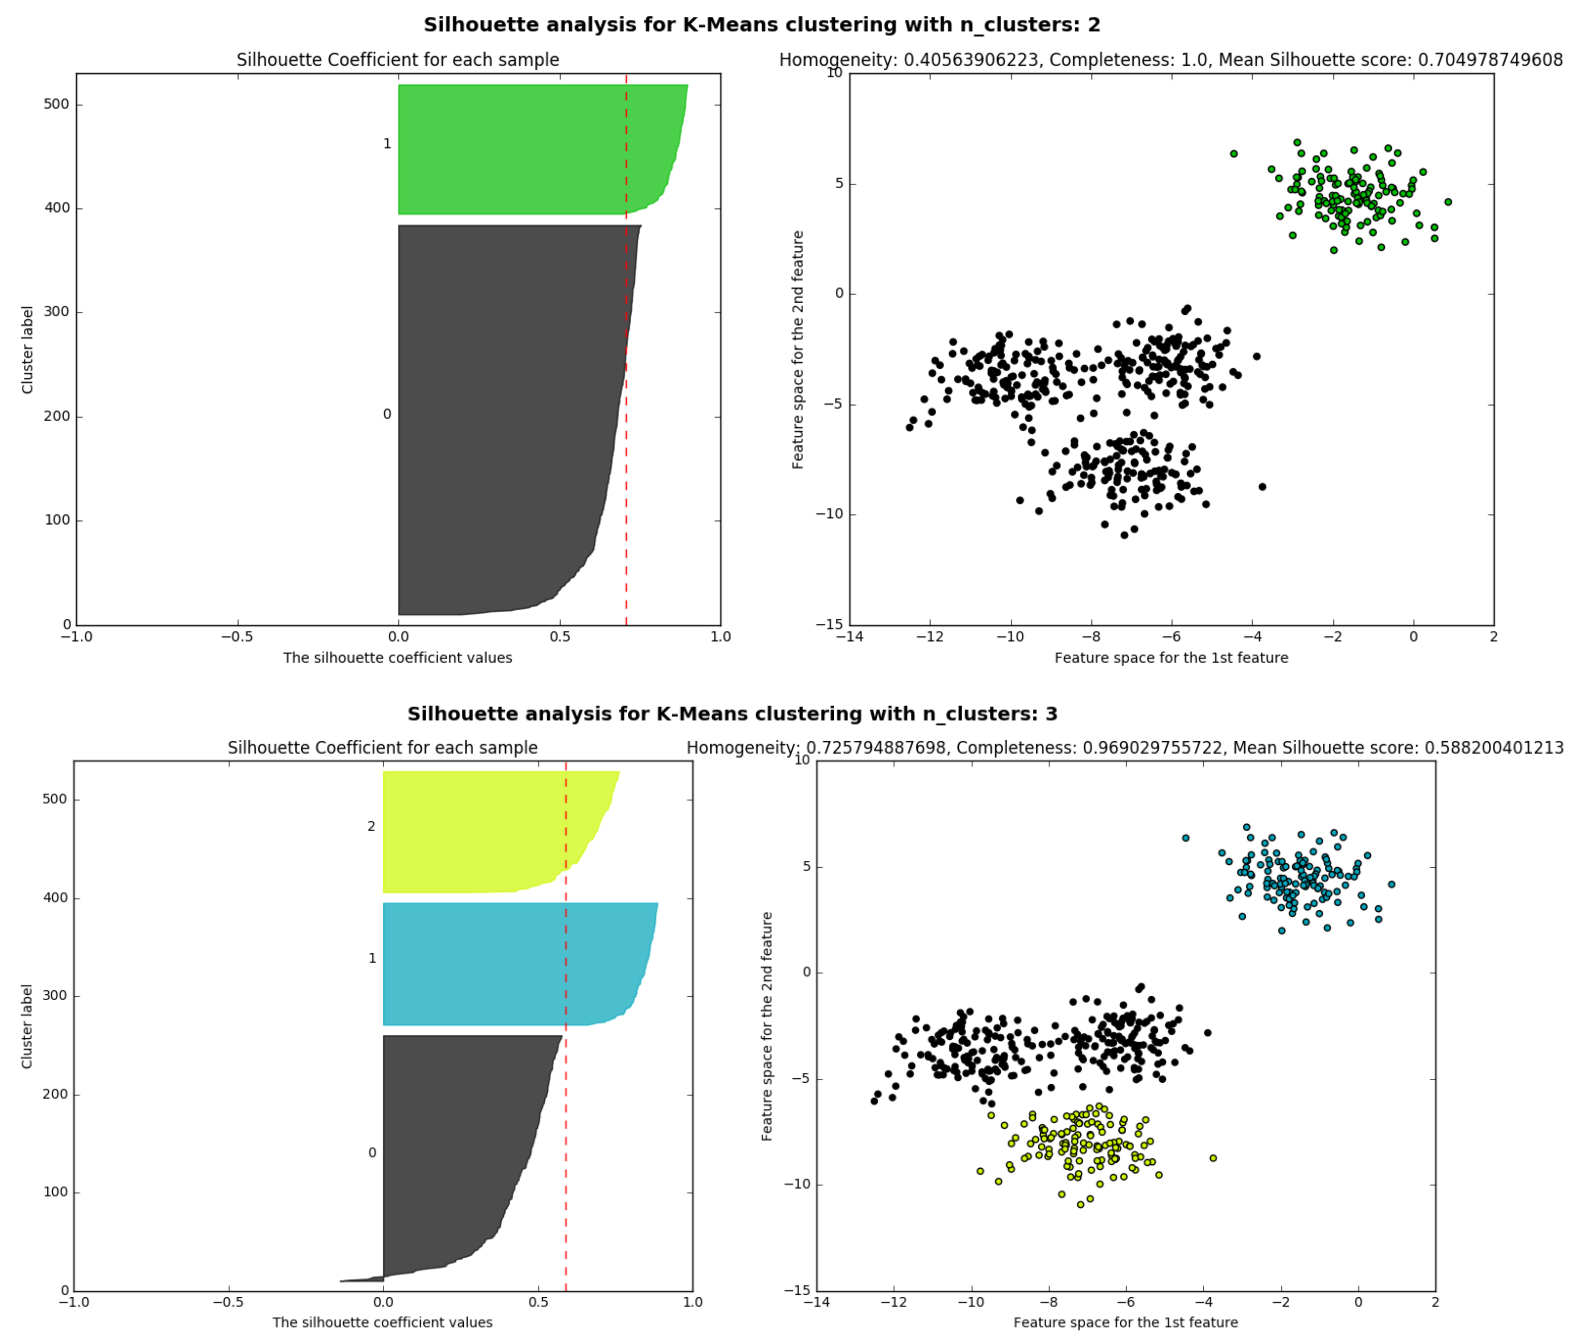 Silhouette analysis for K-Means clustering with n_clusters: 2
Silhouette Coefficient for each sample
Homogeneity: 0.40563906223, Completeness: 1.0, Mean Silhouette score: 0.704978749608
500
400
300
200
100
0
Cluster label
1
0
−1.0 −0.5 0.0 0.5 1.0
The silhouette coefficient values
10
5
0
−5
−10
−15
Feature space for the 2nd feature
−14 −12 −10 −8 −6 −4 −2 0 2
Feature space for the 1st feature
Silhouette analysis for K-Means clustering with n_clusters: 3
Silhouette Coefficient for each sample
Homogeneity: 0.725794887698, Completeness: 0.969029755722, Mean Silhouette score: 0.588200401213
500
400
300
200
100
0
Cluster label
2
1
0
−1.0 −0.5 0.0 0.5 1.0
The silhouette coefficient values
10
5
0
−5
−10
−15
Feature space for the 2nd feature
−14 −12 −10 −8 −6 −4 −2 0 2
Feature space for the 1st feature